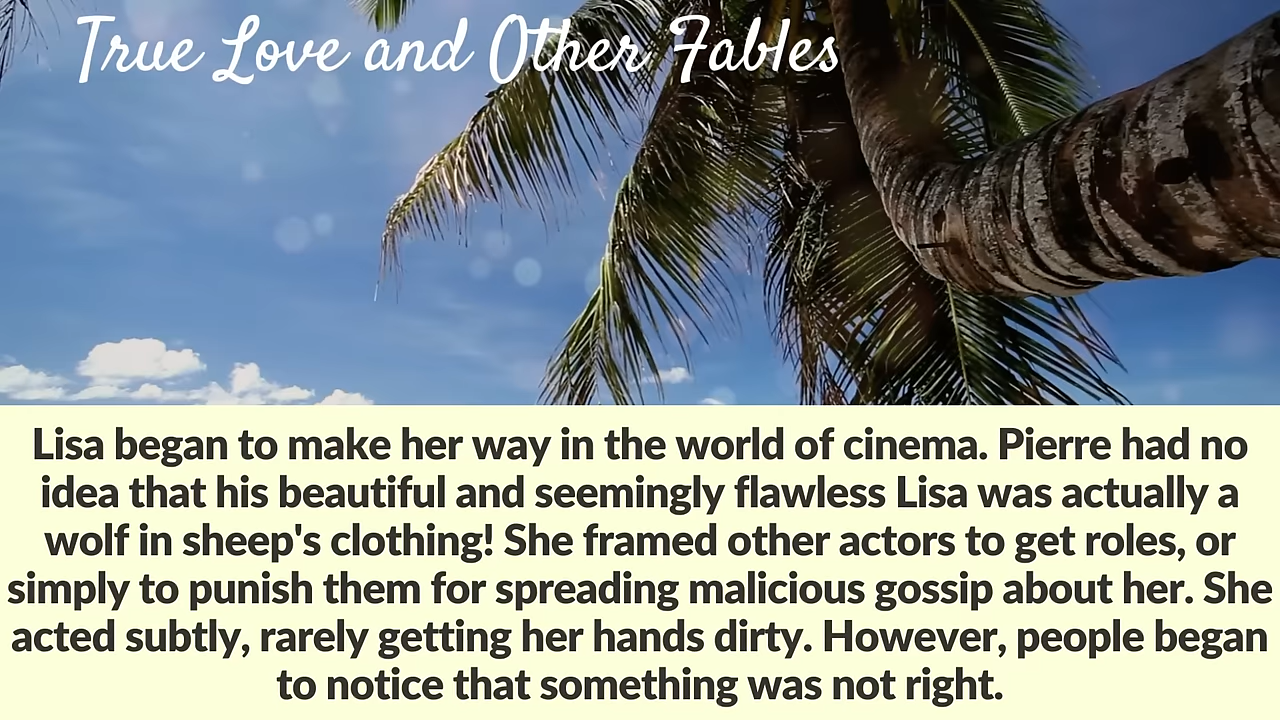 True Love and Other Fables
Lisa began to make her way in the world of cinema. Pierre had no
idea that his beautiful and seemingly flawless Lisa was actually a
wolf in sheep's clothing! She framed other actors to get roles, or
simply to punish them for spreading malicious gossip about her. She
acted subtly, rarely getting her hands dirty. However, people began
to notice that something was not right.